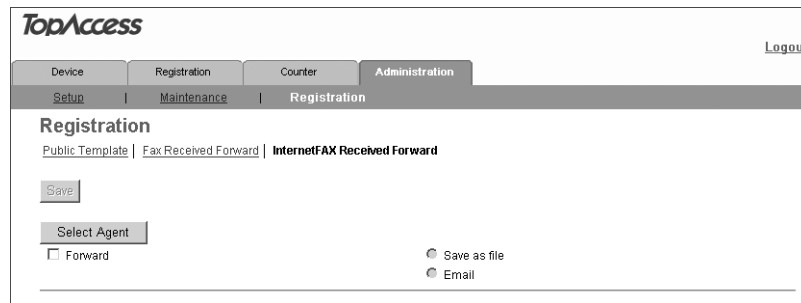 TopAccess
Logou
Device Registration Counter Administration
Setup | Maintenance | Registration
Registration
Public Template | Fax Received Forward | InternetFAX Received Forward
Save
Select Agent
Forward Save as file
Email